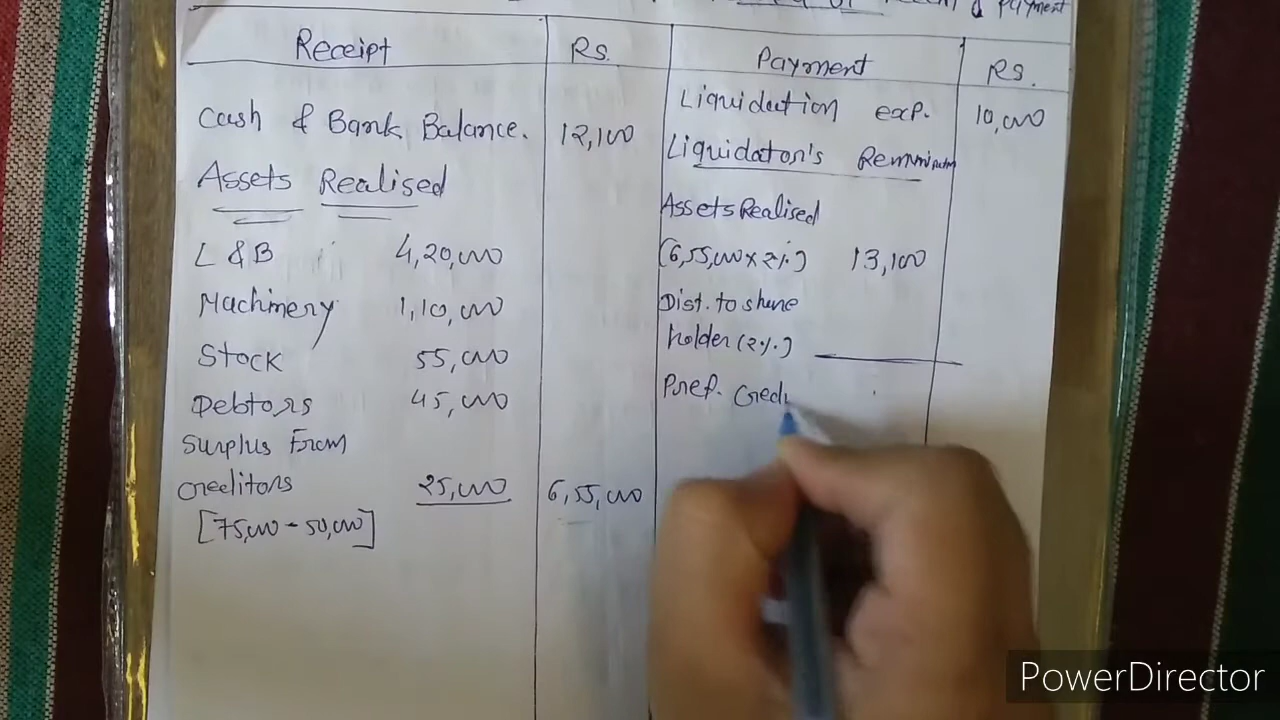 Receipt Rs. Payment Rs.
Cash & Bank Balance. 12,100
Assets Realised
L & B 4,20,000
Machinery 1,10,000
Stock 55,000
Debtors 45,000
Surplus From
Creditors 25,000 6,55,000
[75,000 - 50,000]
& Payment
Liquidation exp. 10,000
Liquidator's
Assets Realised
(6,55,000 x 2%) 13,100
Dist. to share
holder (2%.)
Pref. Credi
PowerDirector